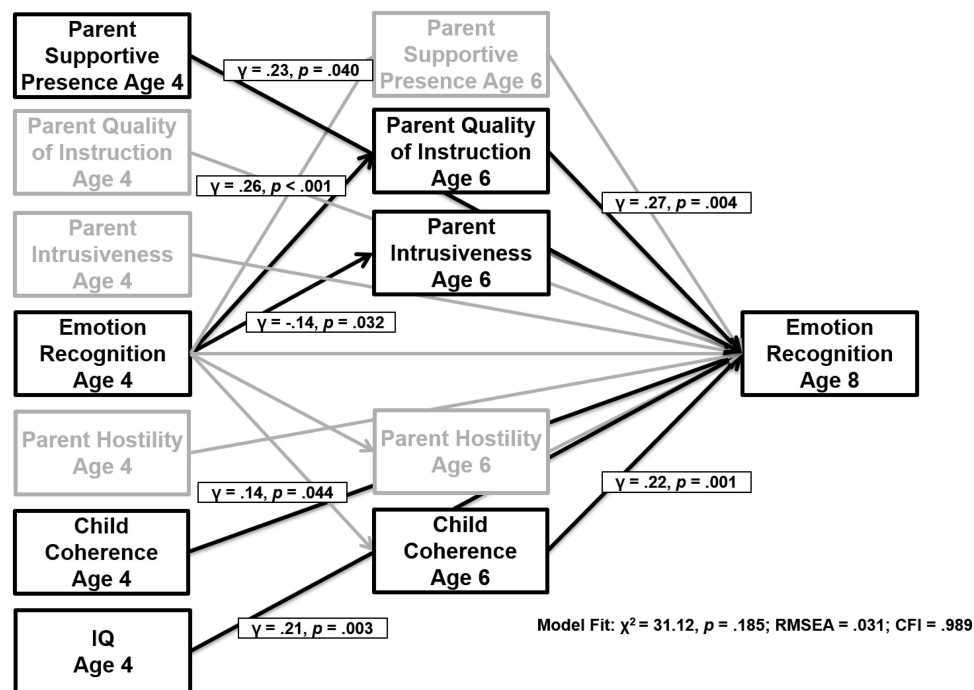 Parent
Supportive
Presence Age 4
Parent
Supportive
Presence Age 6
γ = .23, p = .040
Parent Quality
of Instruction
Age 4
Parent Quality
of Instruction
Age 6
γ = .26, p < .001
γ = .27, p = .004
Parent
Intrusiveness
Age 4
Parent
Intrusiveness
Age 6
γ = -.14, p = .032
Emotion
Recognition
Age 4
Emotion
Recognition
Age 8
Parent Hostility
Age 4
Parent Hostility
Age 6
γ = .14, p = .044
γ = .22, p = .001
Child
Coherence
Age 4
Child
Coherence
Age 6
IQ
Age 4
γ = .21, p = .003
Model Fit: χ² = 31.12, p = .185; RMSEA = .031; CFI = .989